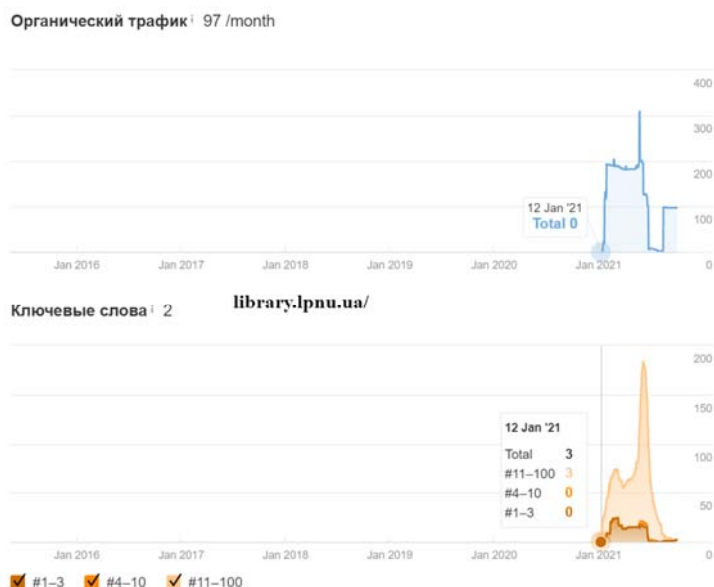 Органический трафик i 97 /month
400
300
200
12 Jan '21
Total 0
100
Jan 2016 Jan 2017 Jan 2018 Jan 2019 Jan 2020 Jan 2021 0
library.lpnu.ua/
Ключевые слова i 2
200
150
12 Jan '21
Total 3
100
#11–100 3
#4–10 0
50
#1–3 0
Jan 2016 Jan 2017 Jan 2018 Jan 2019 Jan 2020 Jan 2021 0
#1–3 #4–10 #11–100